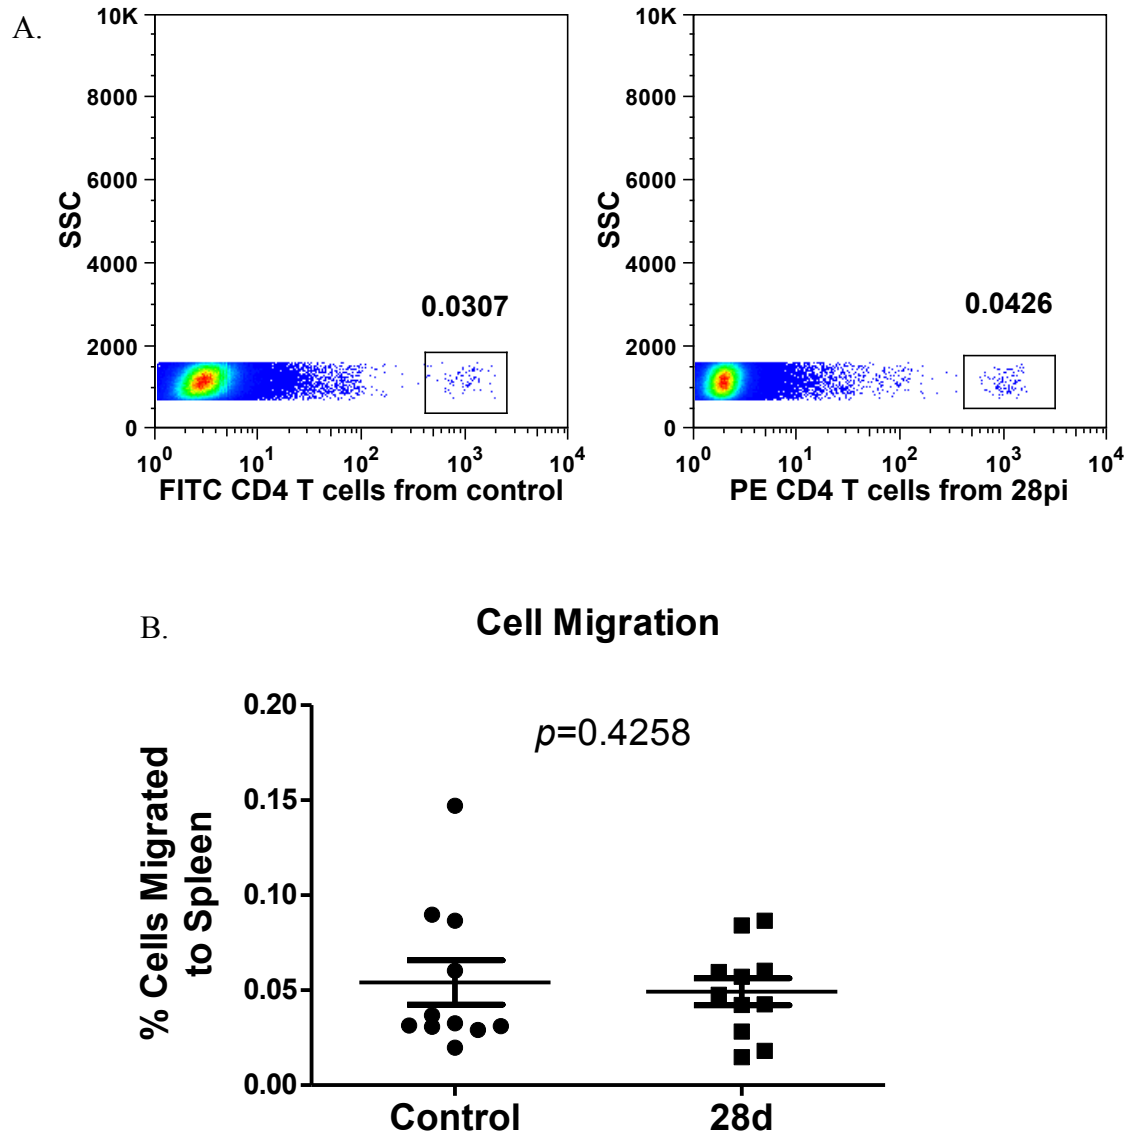 A.
10K
8000
6000
4000
2000
0
SSC
0.0307
10^0 10^1 10^2 10^3 10^4
FITC CD4 T cells from control
10K
8000
6000
4000
2000
0
SSC
0.0426
10^0 10^1 10^2 10^3 10^4
PE CD4 T cells from 28pi
B.
Cell Migration
p=0.4258
% Cells Migrated
to Spleen
0.20
0.15
0.10
0.05
0.00
Control 28d